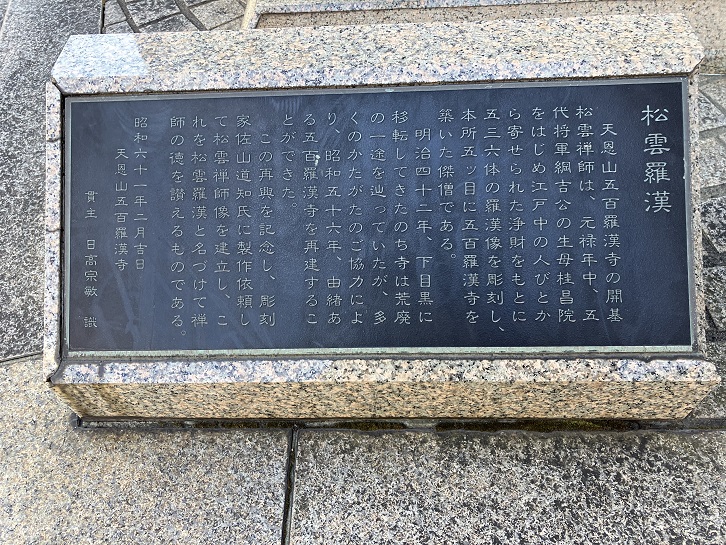 松雲羅漢
天恩山五百羅漢寺の開基
松雲禅師は、元禄年中、五
代将軍綱吉公の生母桂昌院
をはじめ江戸中の人びとか
ら寄せられた浄財をもとに
五三六体の羅漢像を彫刻し、
本所五ッ目に五百羅漢寺を
築いた傑僧である。
明治四十二年、下目黒に
移転してきたのち寺は荒廃
の一途を辿っていたが、多
くのかたがたのご協力によ
り、昭和五十六年、由緒あ
る五百羅漢寺を再建するこ
とができた。
この再興を記念し、彫刻
家佐山道知氏に製作依頼し
て松雲禅師像を建立し、こ
れを松雲羅漢と名づけて禅
師の徳を讃えるものである。
昭和六十一年二月吉日
天恩山五百羅漢寺
貫主 日高宗敏 識